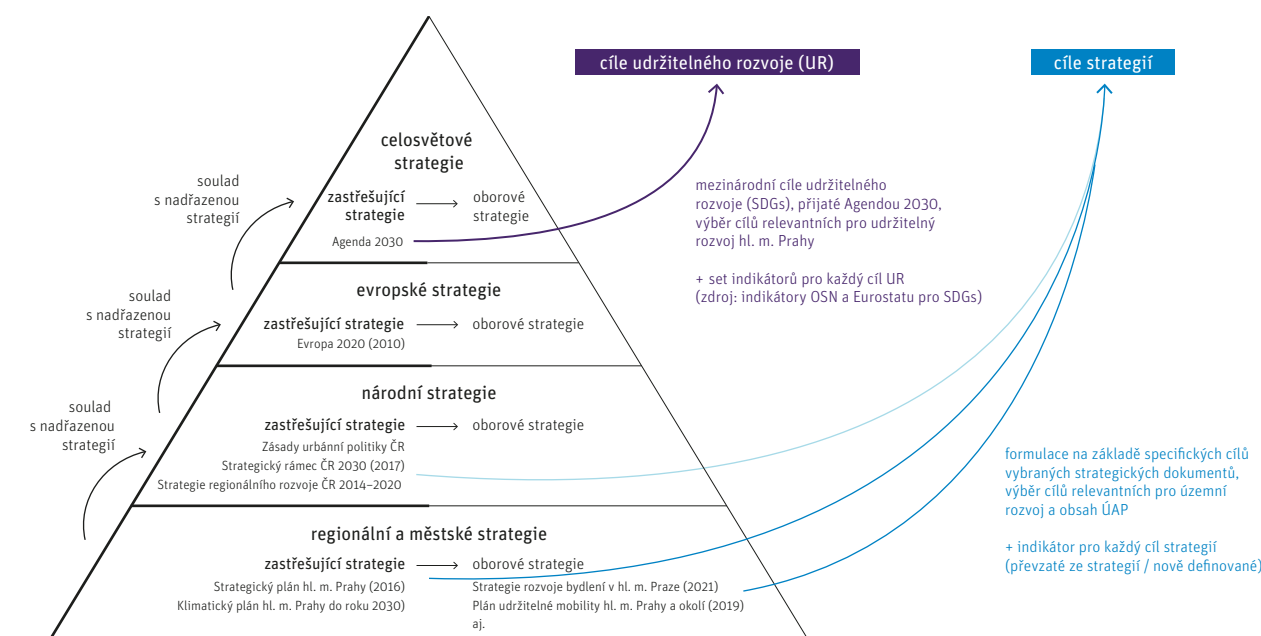 cíle udržitelného rozvoje (UR)
cíle strategií
celosvětové
strategie
soulad
s nadřazenou
strategií
zastřešující
strategie
oborové
strategie
Agenda 2030
mezinárodní cíle udržitelného
rozvoje (SDGs), přijaté Agendou 2030,
výběr cílů relevantních pro udržitelný
rozvoj hl. m. Prahy
+ set indikátorů pro každý cíl UR
(zdroj: indikátory OSN a Eurostatu pro SDGs)
evropské strategie
soulad
s nadřazenou
strategií
zastřešující strategie
oborové strategie
Evropa 2020 (2010)
národní strategie
soulad
s nadřazenou
strategií
zastřešující strategie
oborové strategie
Zásady urbánní politiky ČR
Strategický rámec ČR 2030 (2017)
Strategie regionálního rozvoje ČR 2014–2020
formulace na základě specifických cílů
vybraných strategických dokumentů,
výběr cílů relevantních pro územní
rozvoj a obsah ÚAP
+ indikátor pro každý cíl strategií
(převzaté ze strategií / nově definované)
regionální a městské strategie
zastřešující strategie
oborové strategie
Strategický plán hl. m. Prahy (2016)
Klimatický plán hl. m. Prahy do roku 2030)
Strategie rozvoje bydlení v hl. m. Praze (2021)
Plán udržitelné mobility hl. m. Prahy a okolí (2019)
aj.